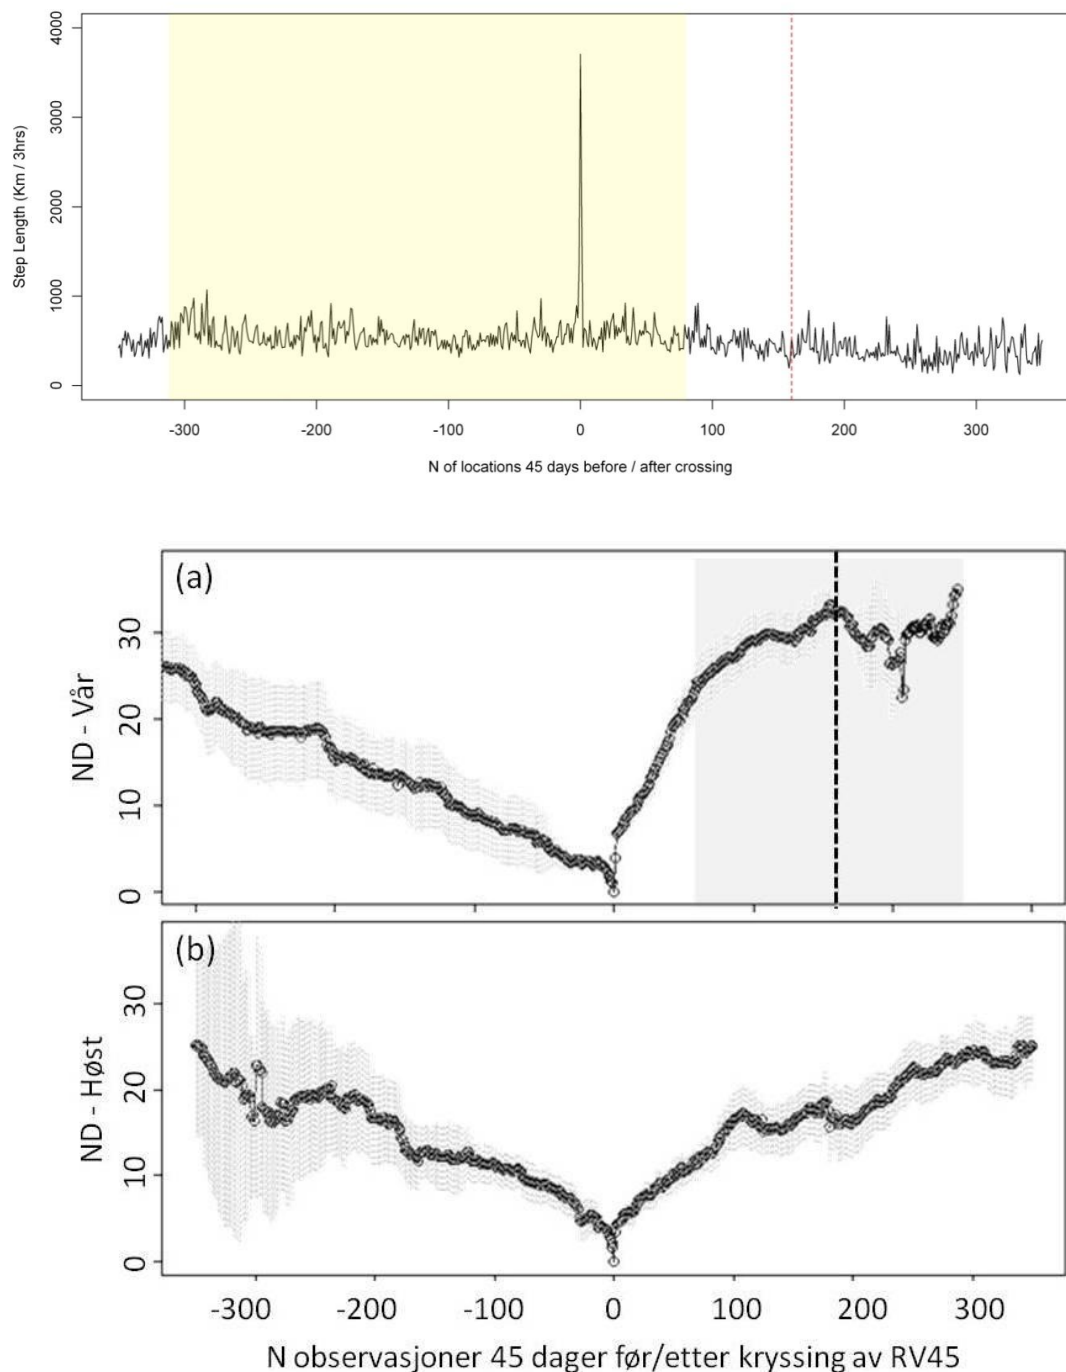 4000
3000
2000
1000
0
Step Length (Km / 3hrs)
-300 -200 -100 0 100 200 300
N of locations 45 days before / after crossing
(a)
30
20
10
0
ND - Vår
(b)
30
20
10
0
ND - Høst
-300 -200 -100 0 100 200 300
N observasjoner 45 dager før/etter kryssing av RV45